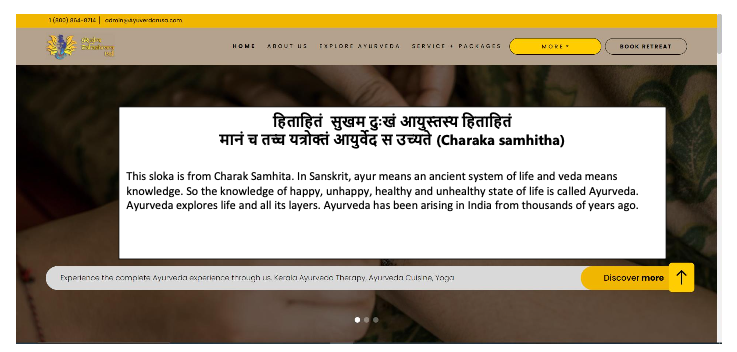 1 (800) 864-9714 | admin@Ayuverdarusa.com
HOME ABOUT US EXPLORE AYURVEDA SERVICE + PACKAGES MORE BOOK RETREAT
हिताहितं सुखम दुःखं आयुस्तस्य हिताहितं
मानं च तच्च यत्रोक्तं आयुर्वेद स उच्यते (Charaka samhitha)
This sloka is from Charak Samhita. In Sanskrit, ayur means an ancient system of life and veda means
knowledge. So the knowledge of happy, unhappy, healthy and unhealthy state of life is called Ayurveda.
Ayurveda explores life and all its layers. Ayurveda has been arising in India from thousands of years ago.
Experience the complete Ayurveda experience through us. Kerala Ayurveda Therapy, Ayurveda Cuisine, Yoga
Discover more